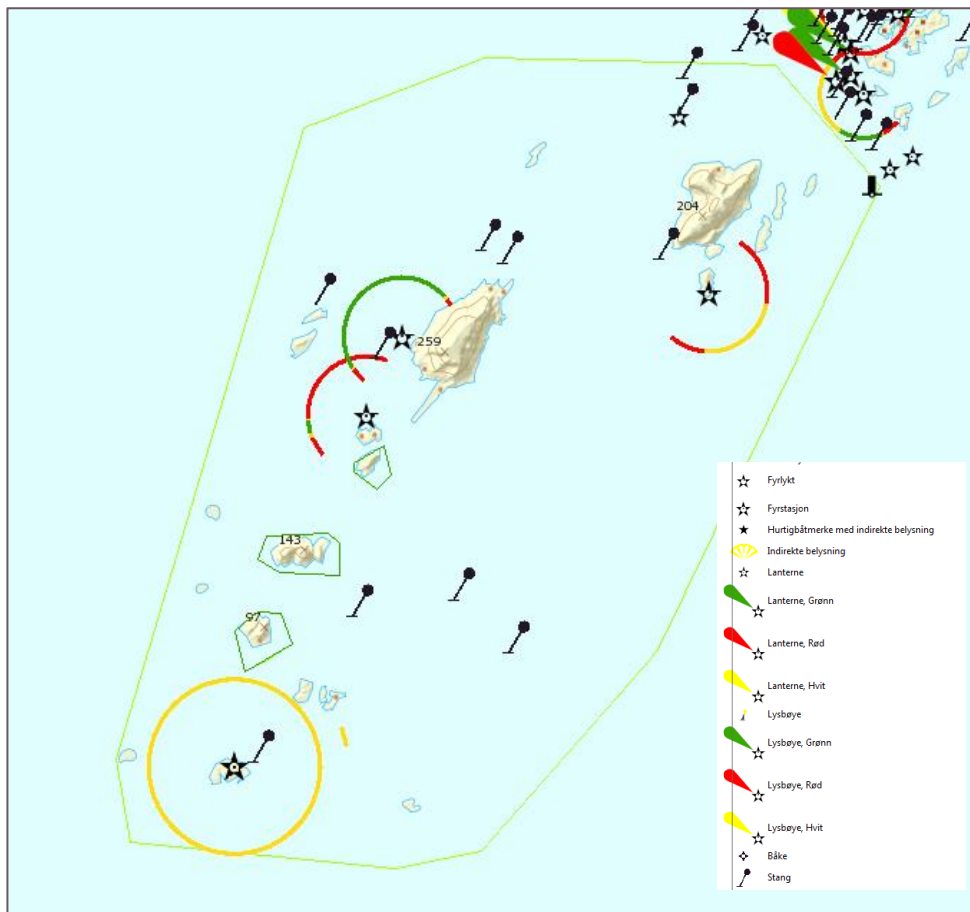 204
259
143
97
Fyrlykt
Fyrstasjon
Hurtigbåtmerke med indirekte belysning
Indirekte belysning
Lanterne
Lanterne, Grønn
Lanterne, Rød
Lanterne, Hvit
Lysbøye
Lysbøye, Grønn
Lysbøye, Rød
Lysbøye, Hvit
Båke
Stang